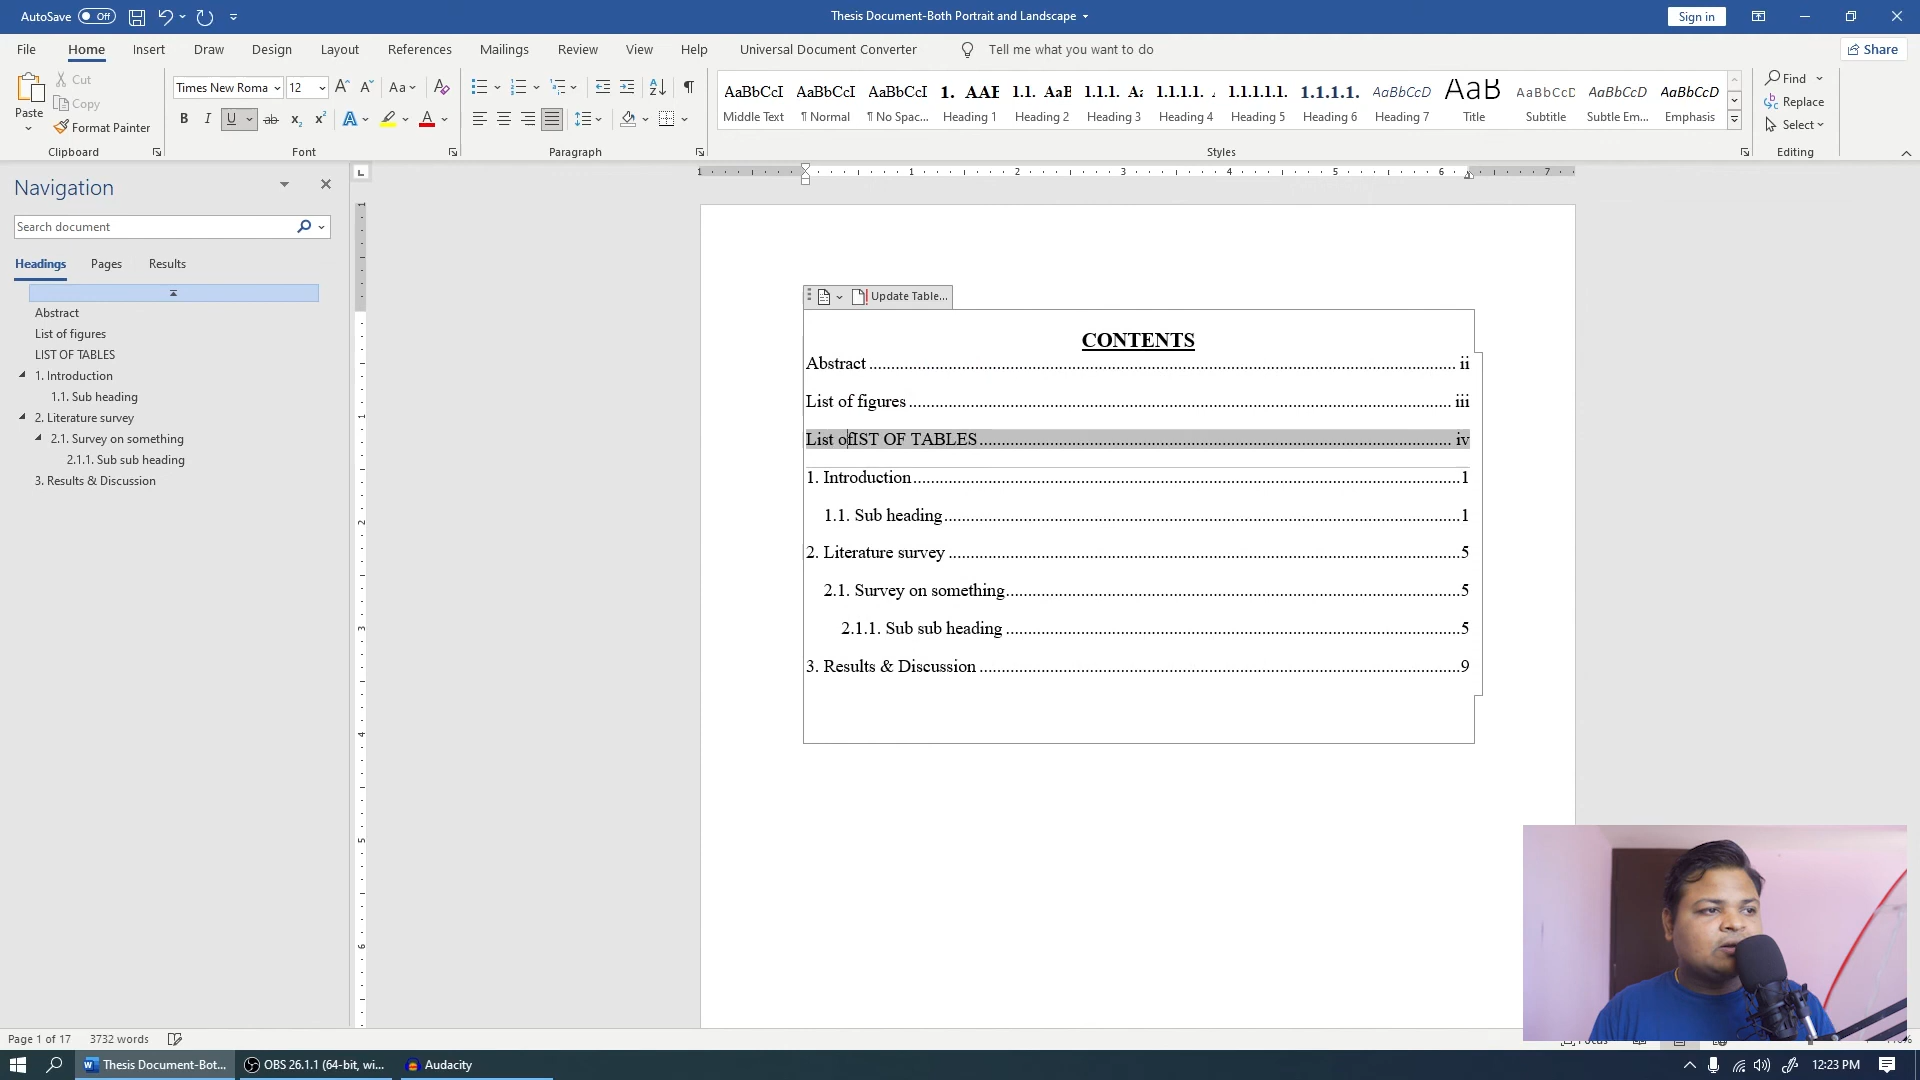 AutoSave Off
Thesis Document-Both Portrait and Landscape
Sign in
File Home Insert Draw Design Layout References Mailings Review View Help Universal Document Converter Tell me what you want to do Share
Paste
Cut
Copy
Format Painter
Clipboard
Times New Roma 12
Font
Paragraph
AaBbCcI AaBbCcI AaBbCcI 1. AAE 1.1. AaB 1.1.1. Aa 1.1.1.1. 1.1.1.1.1. 1.1.1.1. AaBbCcD AaB AaBbCcD AaBbCcD AaBbCcD
Middle Text ¶ Normal ¶ No Spac... Heading 1 Heading 2 Heading 3 Heading 4 Heading 5 Heading 6 Heading 7 Title Subtitle Subtle Em... Emphasis
Styles
Find
Replace
Select
Editing
Navigation
Search document
Headings Pages Results
Abstract
List of figures
LIST OF TABLES
1. Introduction
1.1. Sub heading
2. Literature survey
2.1. Survey on something
2.1.1. Sub sub heading
3. Results & Discussion
1 1 2 3 4 5 6 7
Update Table...
CONTENTS
Abstract ........ ii
List of figures ........ iii
List ofIST OF TABLES ........ iv
1. Introduction ........ 1
1.1. Sub heading ........ 1
2. Literature survey ........ 5
2.1. Survey on something ........ 5
2.1.1. Sub sub heading ........ 5
3. Results & Discussion ........ 9
Page 1 of 17 3732 words
Thesis Document-Bot... OBS 26.1.1 (64-bit, wi... Audacity 12:23 PM